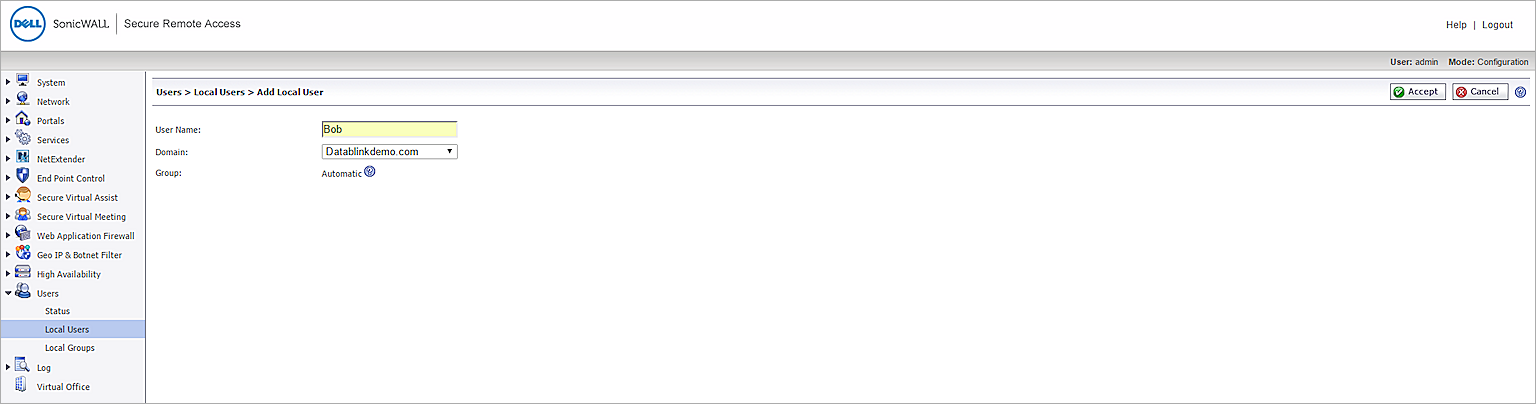 DELL SonicWALL Secure Remote Access
Help | Logout
User: admin Mode: Configuration
System
Network
Portals
Services
NetExtender
End Point Control
Secure Virtual Assist
Secure Virtual Meeting
Web Application Firewall
Geo IP & Botnet Filter
High Availability
Users
Status
Local Users
Local Groups
Log
Virtual Office
Users > Local Users > Add Local User
Accept Cancel ?
User Name: Bob
Domain: Datablinkdemo.com
Group: Automatic ?